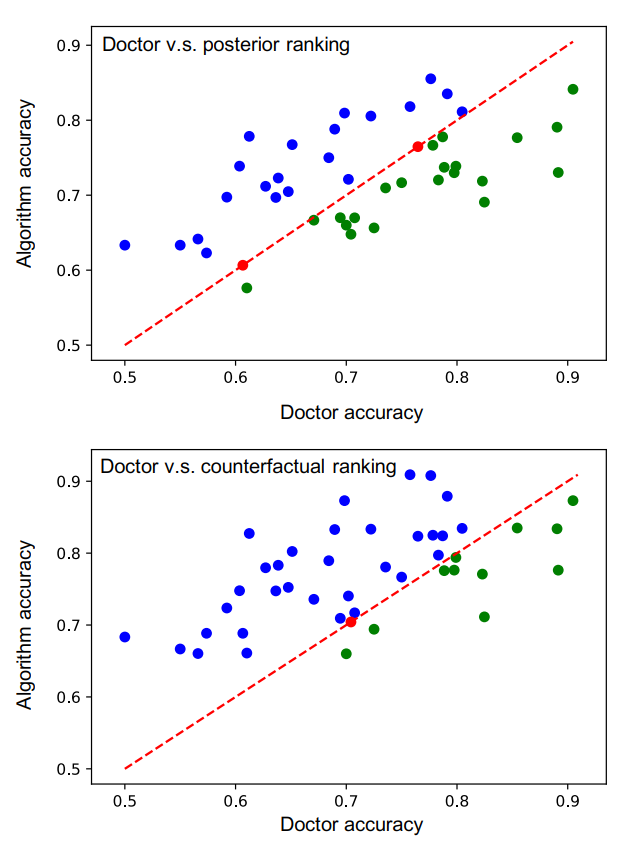 Doctor v.s. posterior ranking
Algorithm accuracy
0.9
0.8
0.7
0.6
0.5
0.5 0.6 0.7 0.8 0.9
Doctor accuracy
Doctor v.s. counterfactual ranking
Algorithm accuracy
0.9
0.8
0.7
0.6
0.5
0.5 0.6 0.7 0.8 0.9
Doctor accuracy